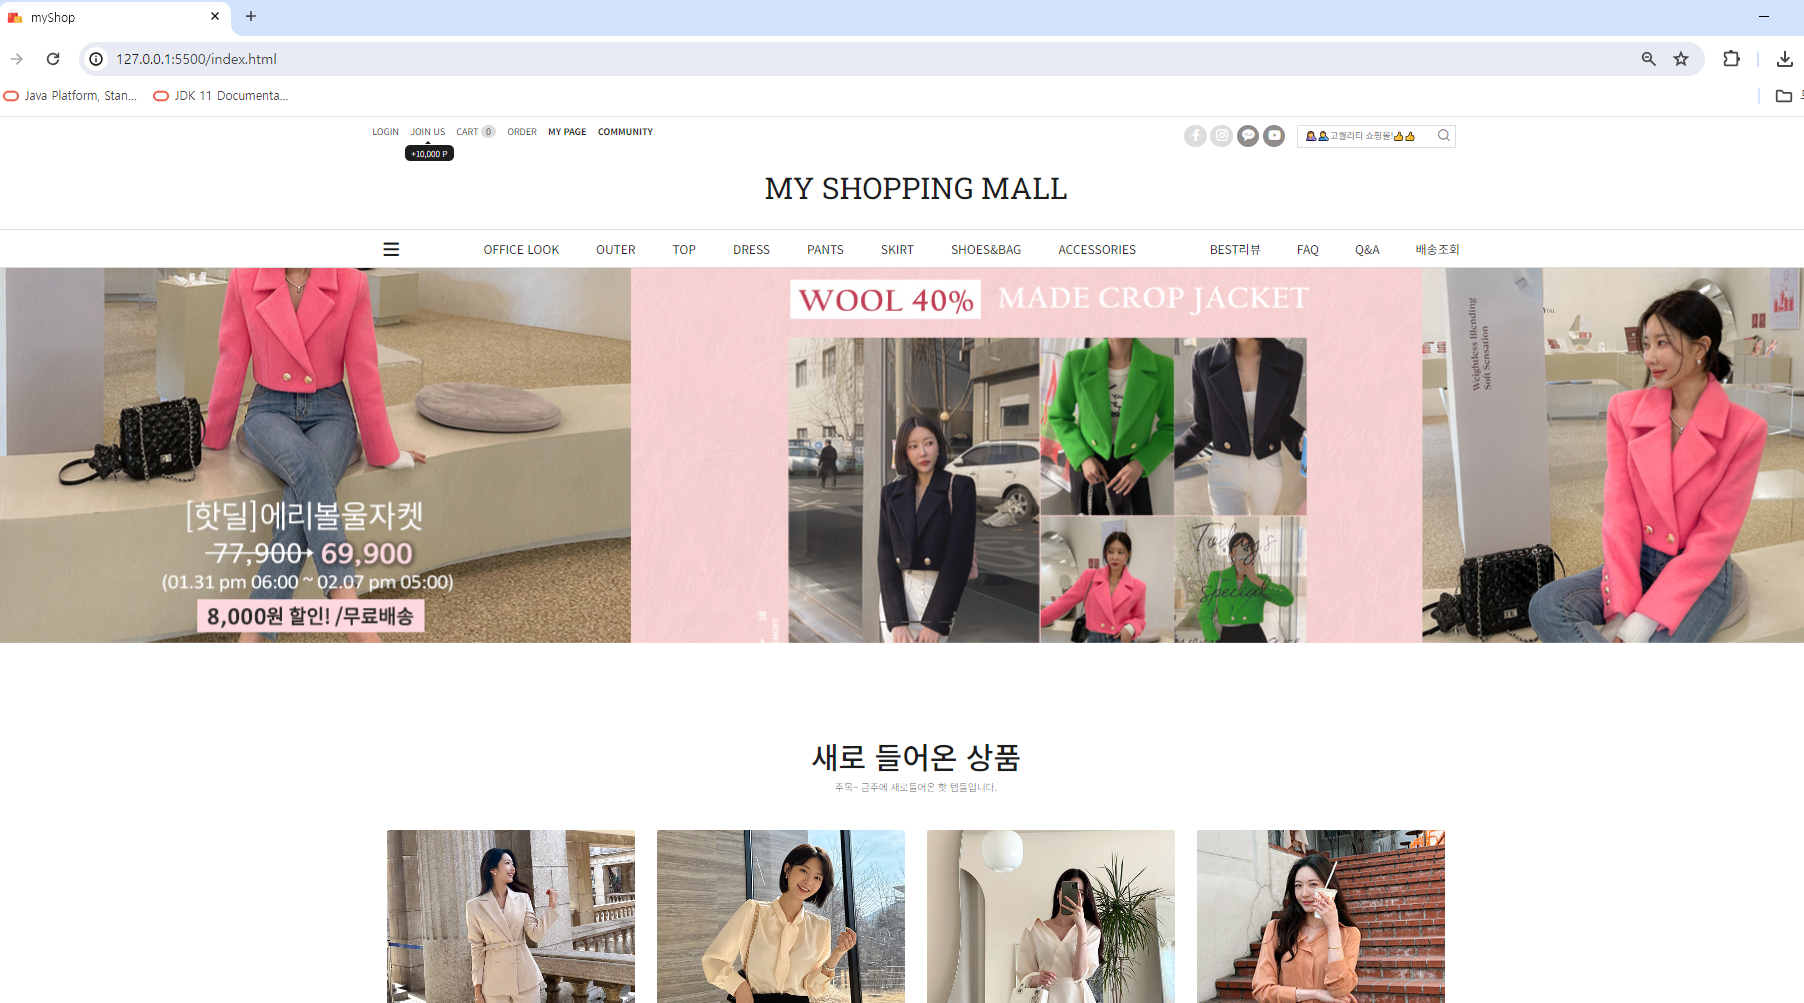 myShop
127.0.0.1:5500/index.html
Java Platform, Stan...
JDK 11 Documenta...
LOGIN JOIN US CART 0 ORDER MY PAGE COMMUNITY
+10,000 P
고퀄리티 쇼핑몰!
MY SHOPPING MALL
OFFICE LOOK OUTER TOP DRESS PANTS SKIRT SHOES&BAG ACCESSORIES BEST리뷰 FAQ Q&A 배송조회
WOOL 40% MADE CROP JACKET
Weightless Blending
Soft Sensation
[핫딜]에리볼울자켓
77,900 69,900
(01.31 pm 06:00 ~ 02.07 pm 05:00)
8,000원 할인! /무료배송
Today's
Special
새로 들어온 상품
주목~ 금주에 새로들어온 핫 템들입니다.